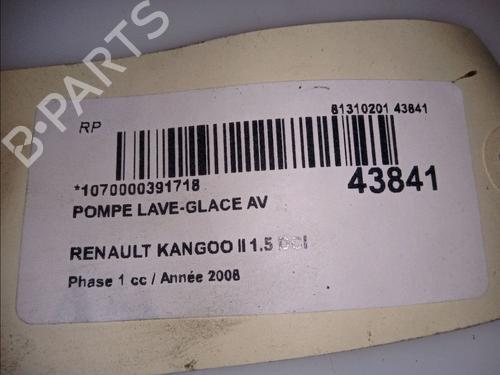 B-PARTS
RP
81310201 43841
*1070000391718
43841
POMPE LAVE-GLACE AV
RENAULT KANGOO II 1.5 DCI
Phase 1 cc / Année 2008